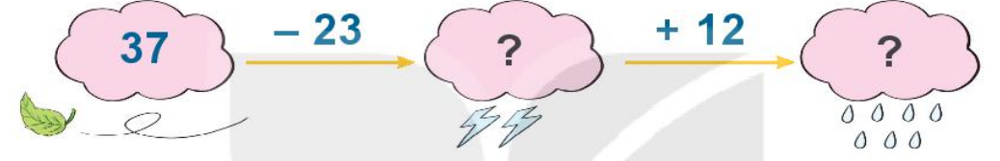 37 – 23 ? + 12 ?